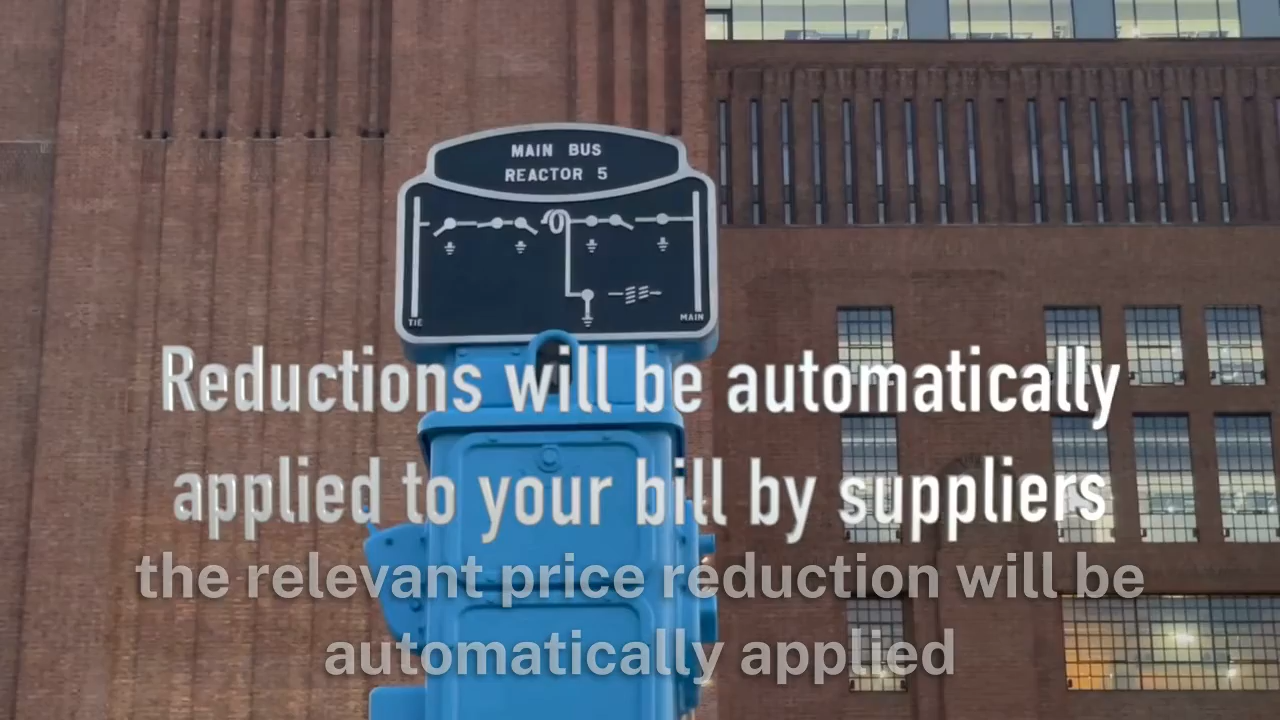 MAIN BUS
REACTOR 5
TIE
MAIN
Reductions will be automatically
applied to your bill by suppliers
the relevant price reduction will be
automatically applied